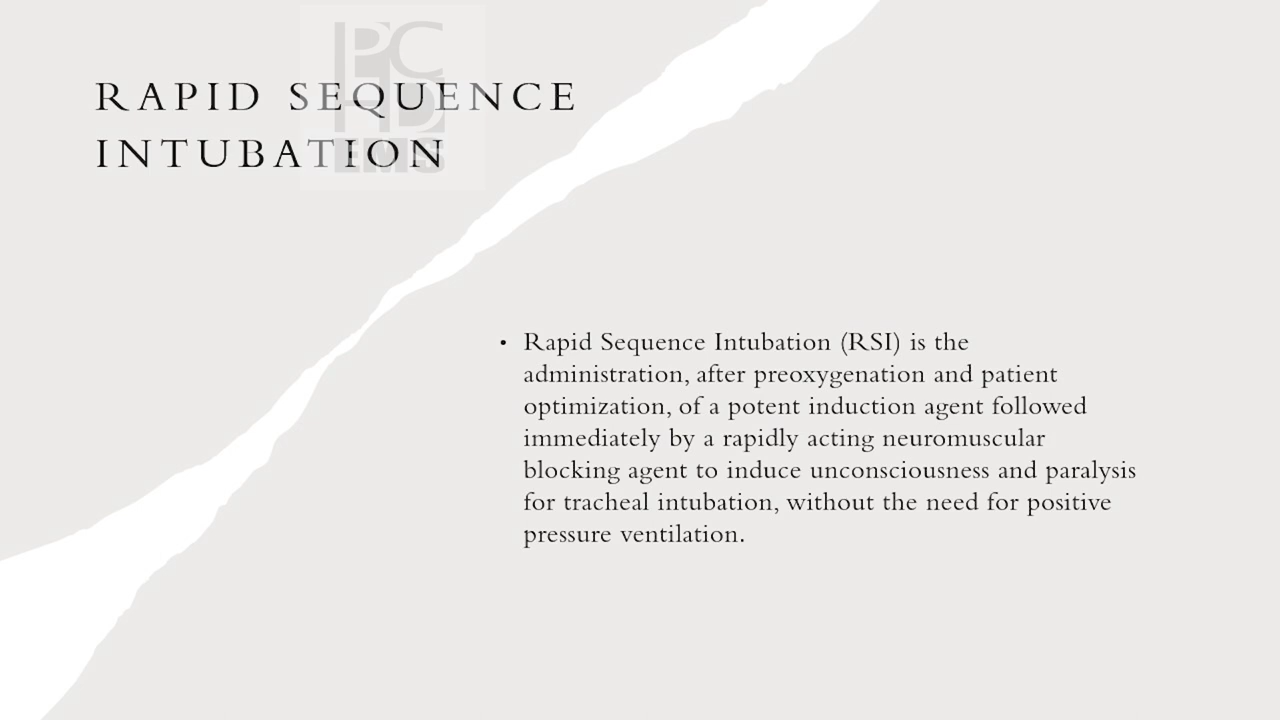 RAPID SEQUENCE
INTUBATION
PCHD
EMS
• Rapid Sequence Intubation (RSI) is the
administration, after preoxygenation and patient
optimization, of a potent induction agent followed
immediately by a rapidly acting neuromuscular
blocking agent to induce unconsciousness and paralysis
for tracheal intubation, without the need for positive
pressure ventilation.